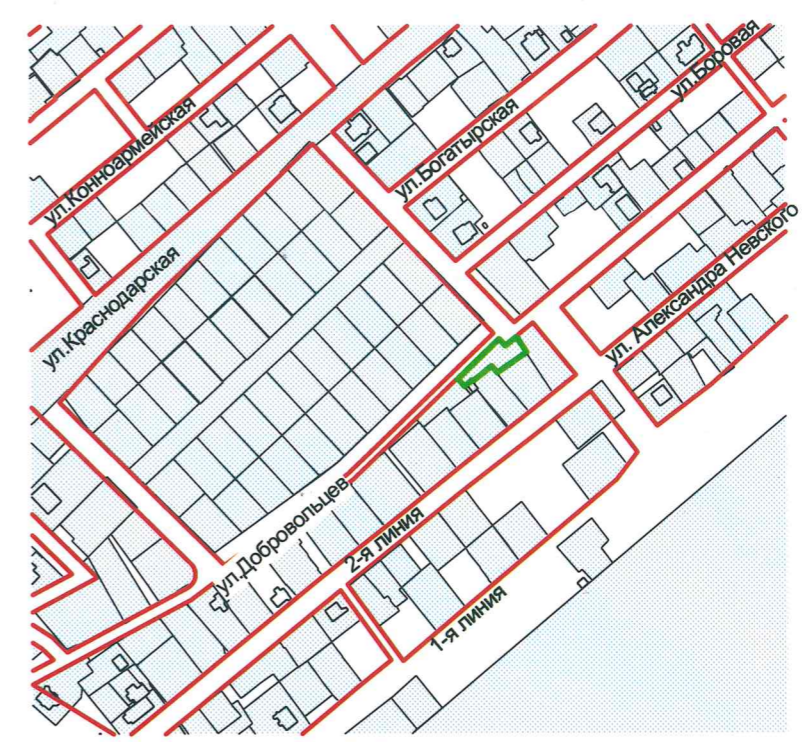 ул.Боровая
ул.Конноармейская
ул.Богатырская
ул.Краснодарская
ул. Александра Невского
ул.Добровольцев
2-я линия
1-я линия